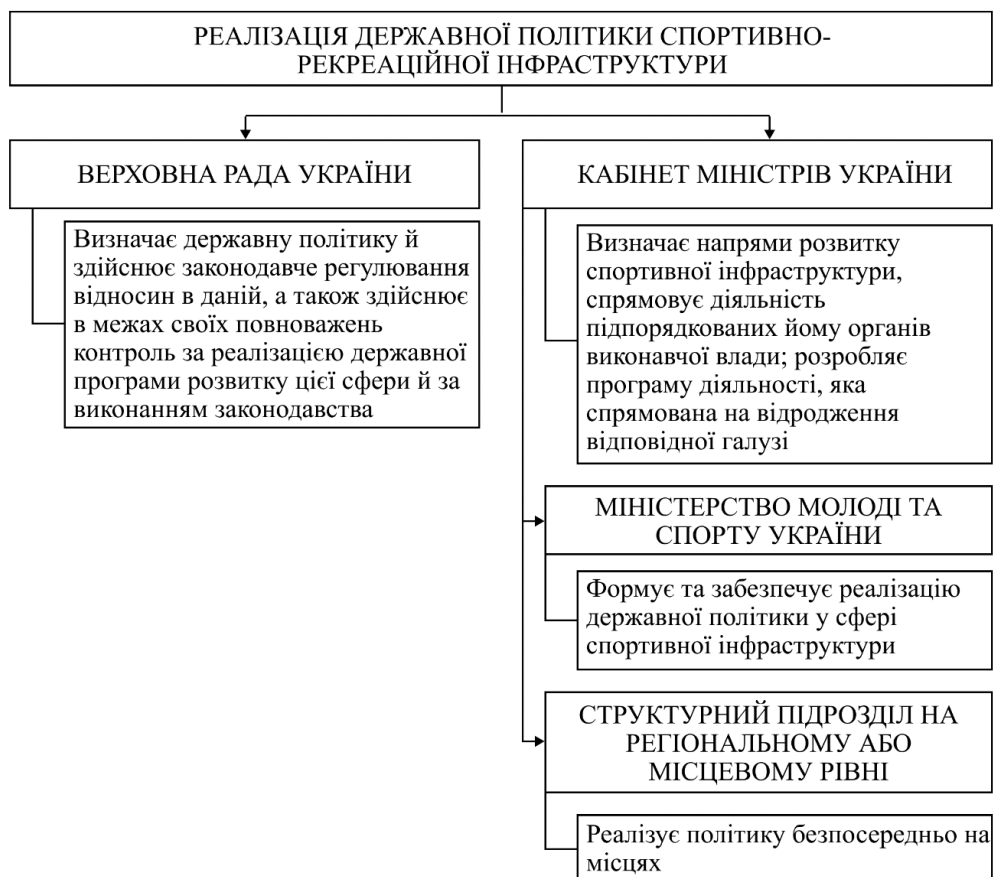 РЕАЛІЗАЦІЯ ДЕРЖАВНОЇ ПОЛІТИКИ СПОРТИВНО-
РЕКРЕАЦІЙНОЇ ІНФРАСТРУКТУРИ
ВЕРХОВНА РАДА УКРАЇНИ
Визначає державну політику й
здійснює законодавче регулювання
відносин в даній, а також здійснює
в межах своїх повноважень
контроль за реалізацією державної
програми розвитку цієї сфери й за
виконанням законодавства
КАБІНЕТ МІНІСТРІВ УКРАЇНИ
Визначає напрями розвитку
спортивної інфраструктури,
спрямовує діяльність
підпорядкованих йому органів
виконавчої влади; розробляє
програму діяльності, яка
спрямована на відродження
відповідної галузі
МІНІСТЕРСТВО МОЛОДІ ТА
СПОРТУ УКРАЇНИ
Формує та забезпечує реалізацію
державної політики у сфері
спортивної інфраструктури
СТРУКТУРНИЙ ПІДРОЗДІЛ НА
РЕГІОНАЛЬНОМУ АБО
МІСЦЕВОМУ РІВНІ
Реалізує політику безпосередньо на
місцях